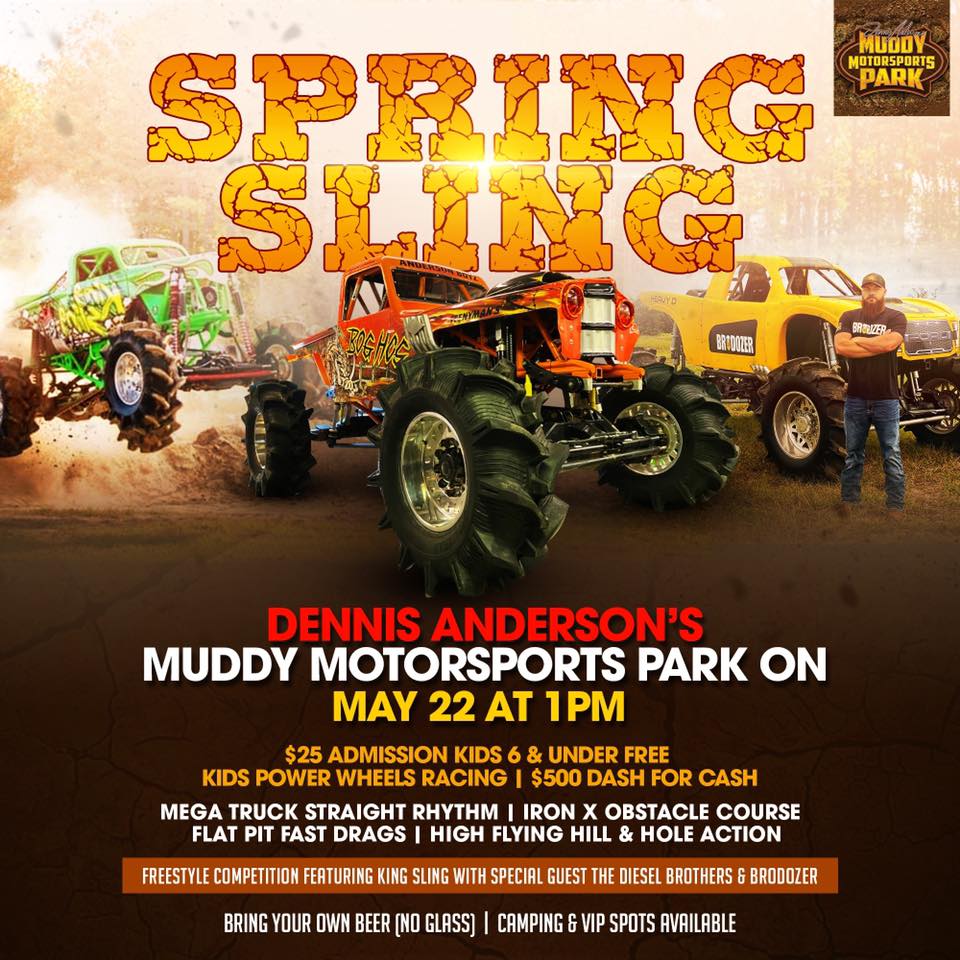 MUDDY
MOTORSPORTS
PARK
SPRING
SLING
ANDERSON BOYZ
BOG HOG
BRODOZER
BRODOZER
DENNIS ANDERSON'S
MUDDY MOTORSPORTS PARK ON
MAY 22 AT 1PM
$25 ADMISSION KIDS 6 & UNDER FREE
KIDS POWER WHEELS RACING | $500 DASH FOR CASH
MEGA TRUCK STRAIGHT RHYTHM | IRON X OBSTACLE COURSE
FLAT PIT FAST DRAGS | HIGH FLYING HILL & HOLE ACTION
FREESTYLE COMPETITION FEATURING KING SLING WITH SPECIAL GUEST THE DIESEL BROTHERS & BRODOZER
BRING YOUR OWN BEER (NO GLASS) | CAMPING & VIP SPOTS AVAILABLE